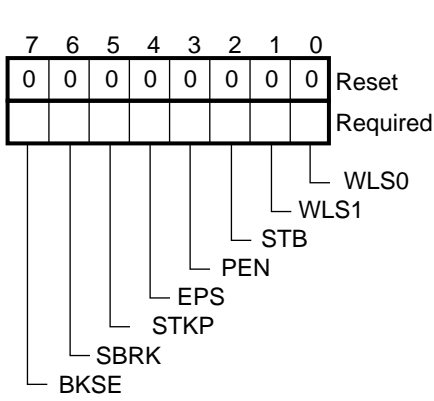 7 6 5 4 3 2 1 0
0 0 0 0 0 0 0 0 Reset
Required
WLS0
WLS1
STB
PEN
EPS
STKP
SBRK
BKSE